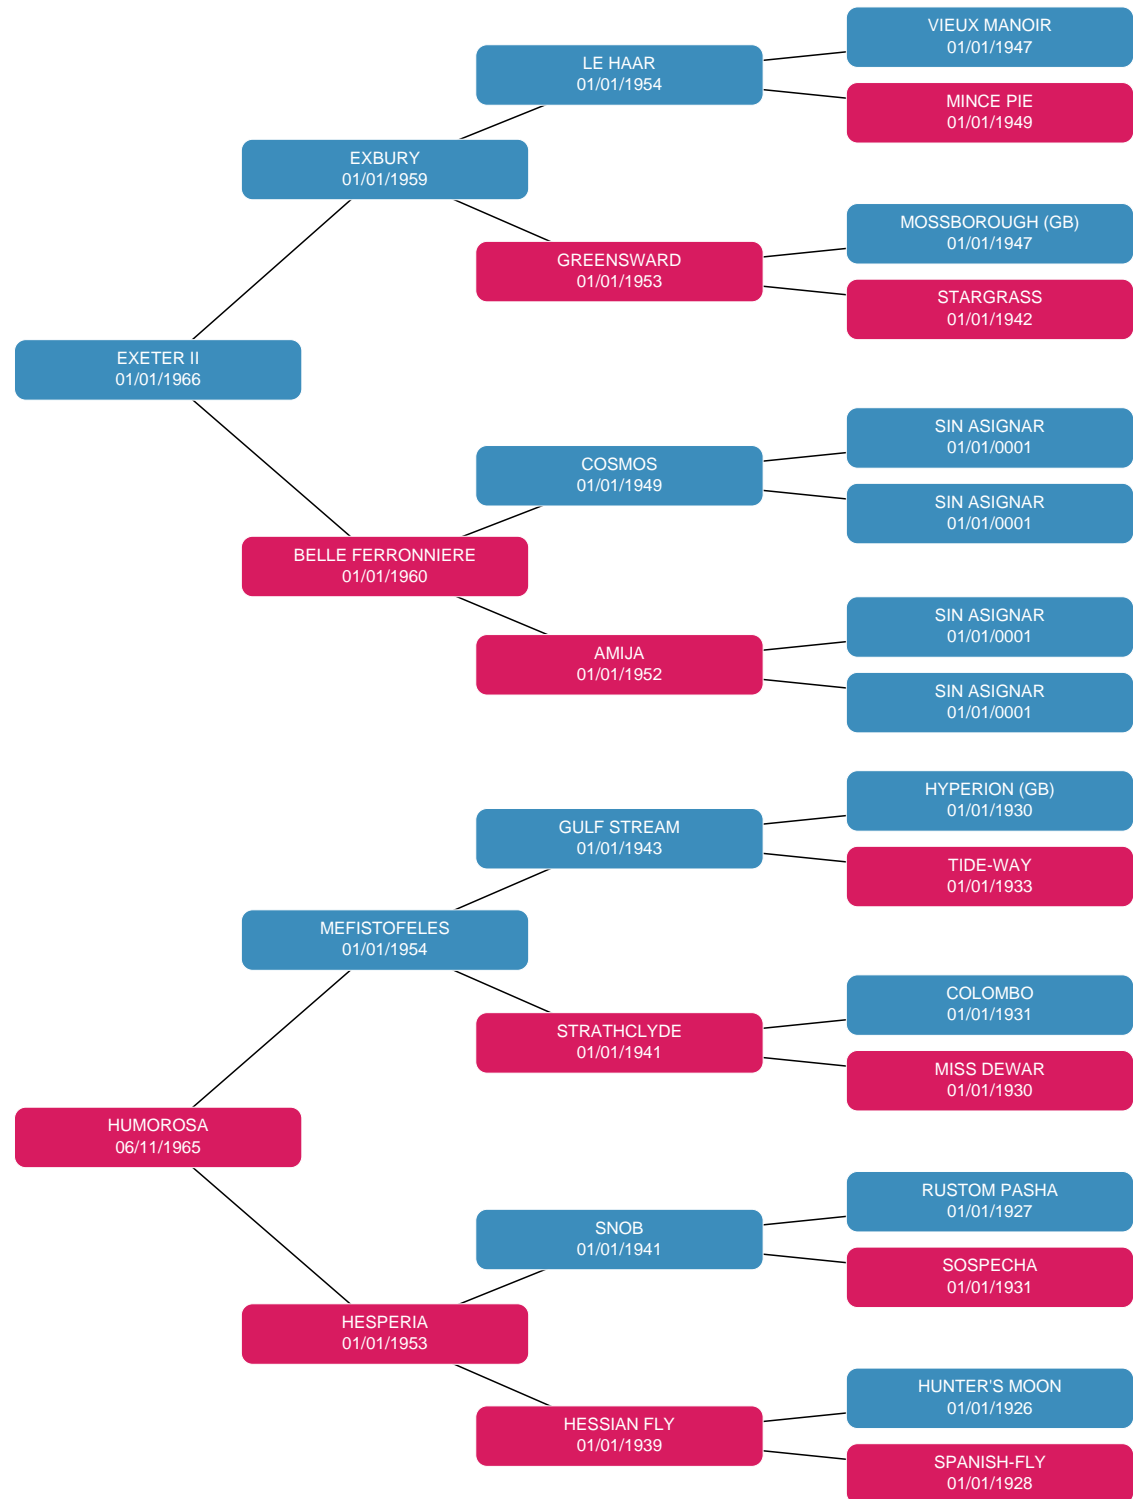 VIEUX MANOIR
01/01/1947
LE HAAR
01/01/1954
MINCE PIE
01/01/1949
EXBURY
01/01/1959
MOSSBOROUGH (GB)
01/01/1947
GREENSWARD
01/01/1953
STARGRASS
01/01/1942
EXETER II
01/01/1966
SIN ASIGNAR
01/01/0001
COSMOS
01/01/1949
SIN ASIGNAR
01/01/0001
BELLE FERRONNIERE
01/01/1960
SIN ASIGNAR
01/01/0001
AMIJA
01/01/1952
SIN ASIGNAR
01/01/0001
HYPERION (GB)
01/01/1930
GULF STREAM
01/01/1943
TIDE-WAY
01/01/1933
MEFISTOFELES
01/01/1954
COLOMBO
01/01/1931
STRATHCLYDE
01/01/1941
MISS DEWAR
01/01/1930
HUMOROSA
06/11/1965
RUSTOM PASHA
01/01/1927
SNOB
01/01/1941
SOSPECHA
01/01/1931
HESPERIA
01/01/1953
HUNTER'S MOON
01/01/1926
HESSIAN FLY
01/01/1939
SPANISH-FLY
01/01/1928